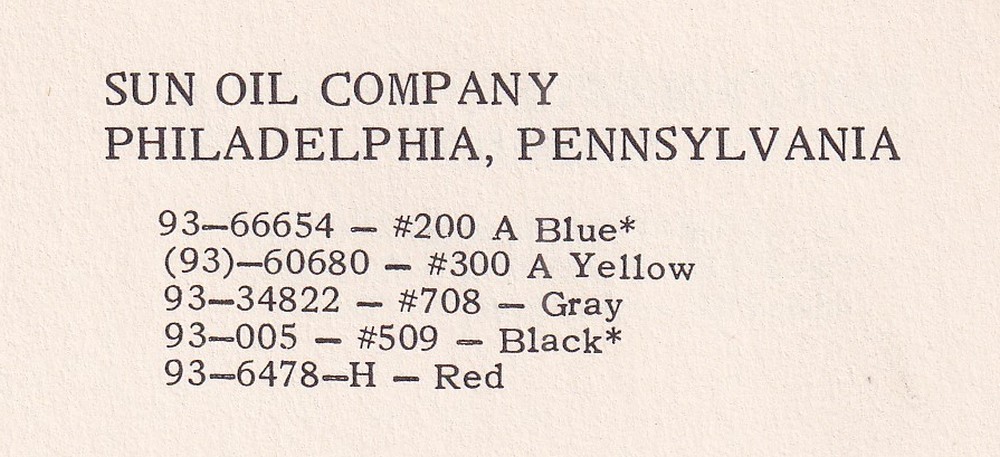 SUN OIL COMPANY
PHILADELPHIA, PENNSYLVANIA
93—66654 — #200 A Blue*
(93)—60680 — #300 A Yellow
93—34822 — #708 — Gray
93—005 — #509 — Black*
93—6478—H — Red